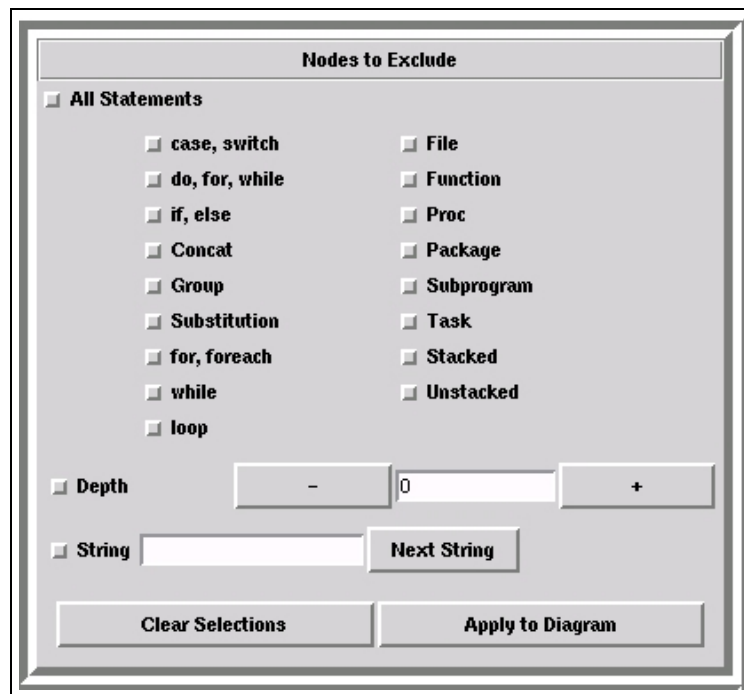 Nodes to Exclude
All Statements
case, switch
File
do, for, while
Function
if, else
Proc
Concat
Package
Group
Subprogram
Substitution
Task
for, foreach
Stacked
while
Unstacked
loop
Depth - 0 +
String Next String
Clear Selections Apply to Diagram